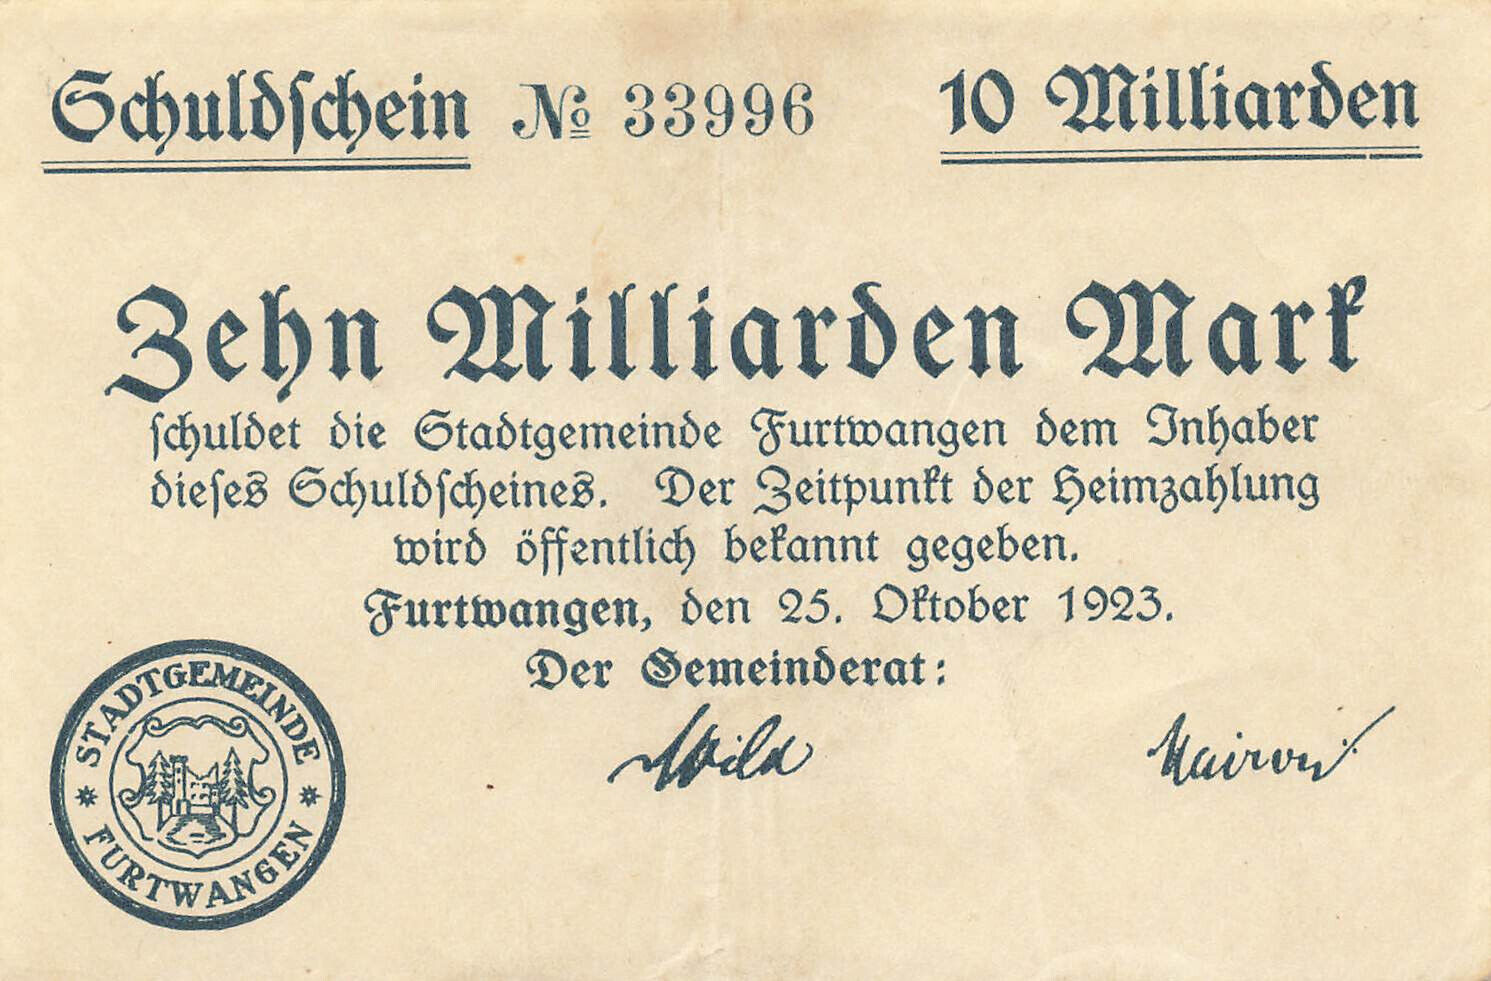 Schuldschein № 33996 10 Milliarden
Zehn Milliarden Mark
schuldet die Stadtgemeinde Furtwangen dem Inhaber
dieses Schuldscheines. Der Zeitpunkt der Heimzahlung
wird öffentlich bekannt gegeben.
Furtwangen, den 25. Oktober 1923.
Der Gemeinderat:
Wild
STADTGEMEINDE
* FURTWANGEN *